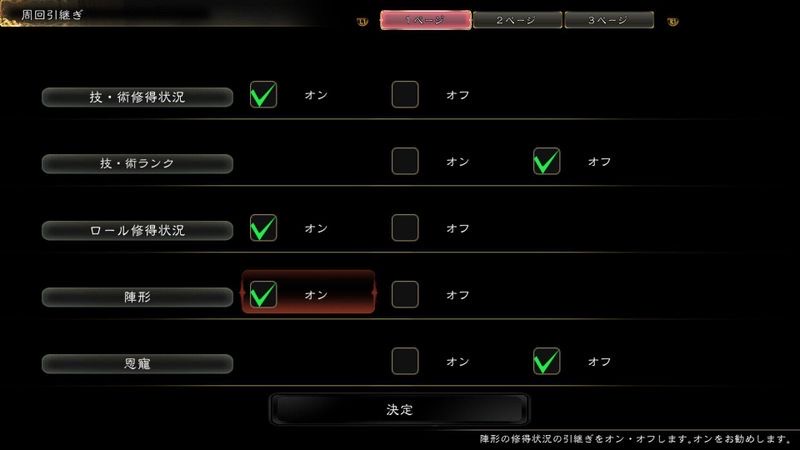 周回引継ぎ
L1 1ページ 2ページ 3ページ R1
技・術修得状況 オン オフ
技・術ランク オン オフ
ロール修得状況 オン オフ
陣形 オン オフ
恩寵 オン オフ
決定
陣形の修得状況の引継ぎをオン・オフします。オンをお勧めします。